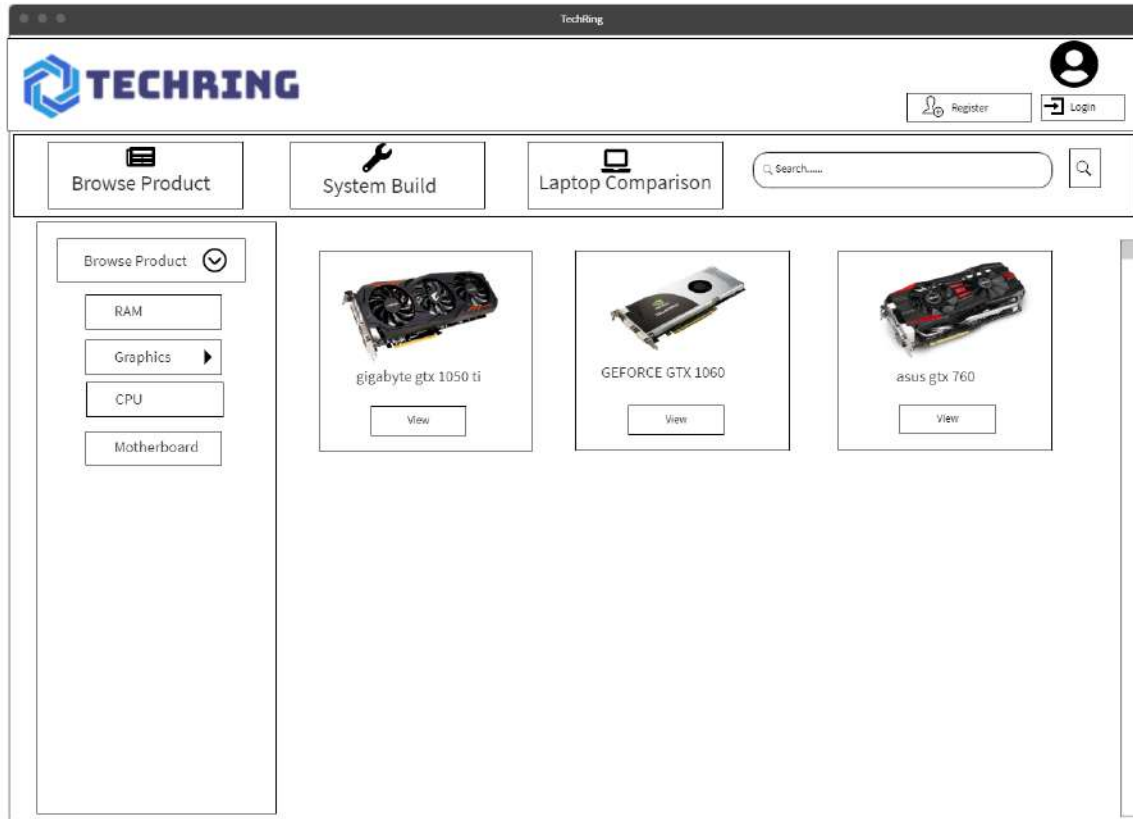 TechRing
TECHRING
Register
Login
Browse Product
System Build
Laptop Comparison
Search......
Browse Product
RAM
Graphics
CPU
Motherboard
gigabyte gtx 1050 ti
View
GEFORCE GTX 1060
View
asus gtx 760
View